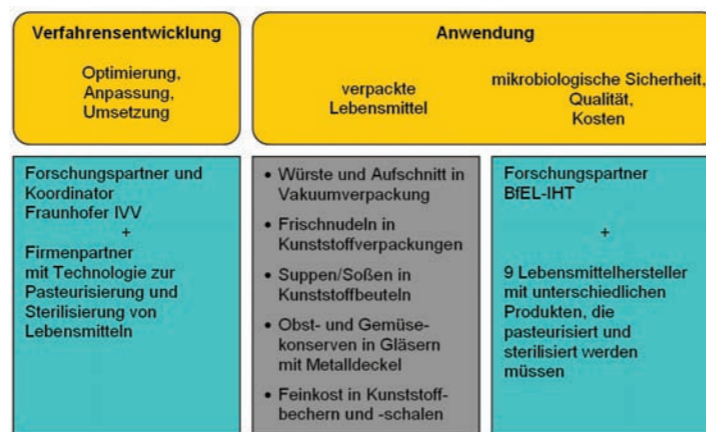 Verfahrensentwicklung
Optimierung,
Anpassung,
Umsetzung
Anwendung
verpackte
Lebensmittel
mikrobiologische Sicherheit,
Qualität,
Kosten
Forschungspartner und
Koordinator
Fraunhofer IVV
+
Firmenpartner
mit Technologie zur
Pasteurisierung und
Sterilisierung von
Lebensmitteln
• Würste und Aufschnitt in
Vakuumverpackung
• Frischnudeln in
Kunststoffverpackungen
• Suppen/Soßen in
Kunststoffbeuteln
• Obst- und Gemüse-
konserven in Gläsern
mit Metalldeckel
• Feinkost in Kunststoff-
bechern und -schalen
Forschungspartner
BfEL-IHT
+
9 Lebensmittelhersteller
mit unterschiedlichen
Produkten, die
pasteurisiert und
sterilisiert werden
müssen